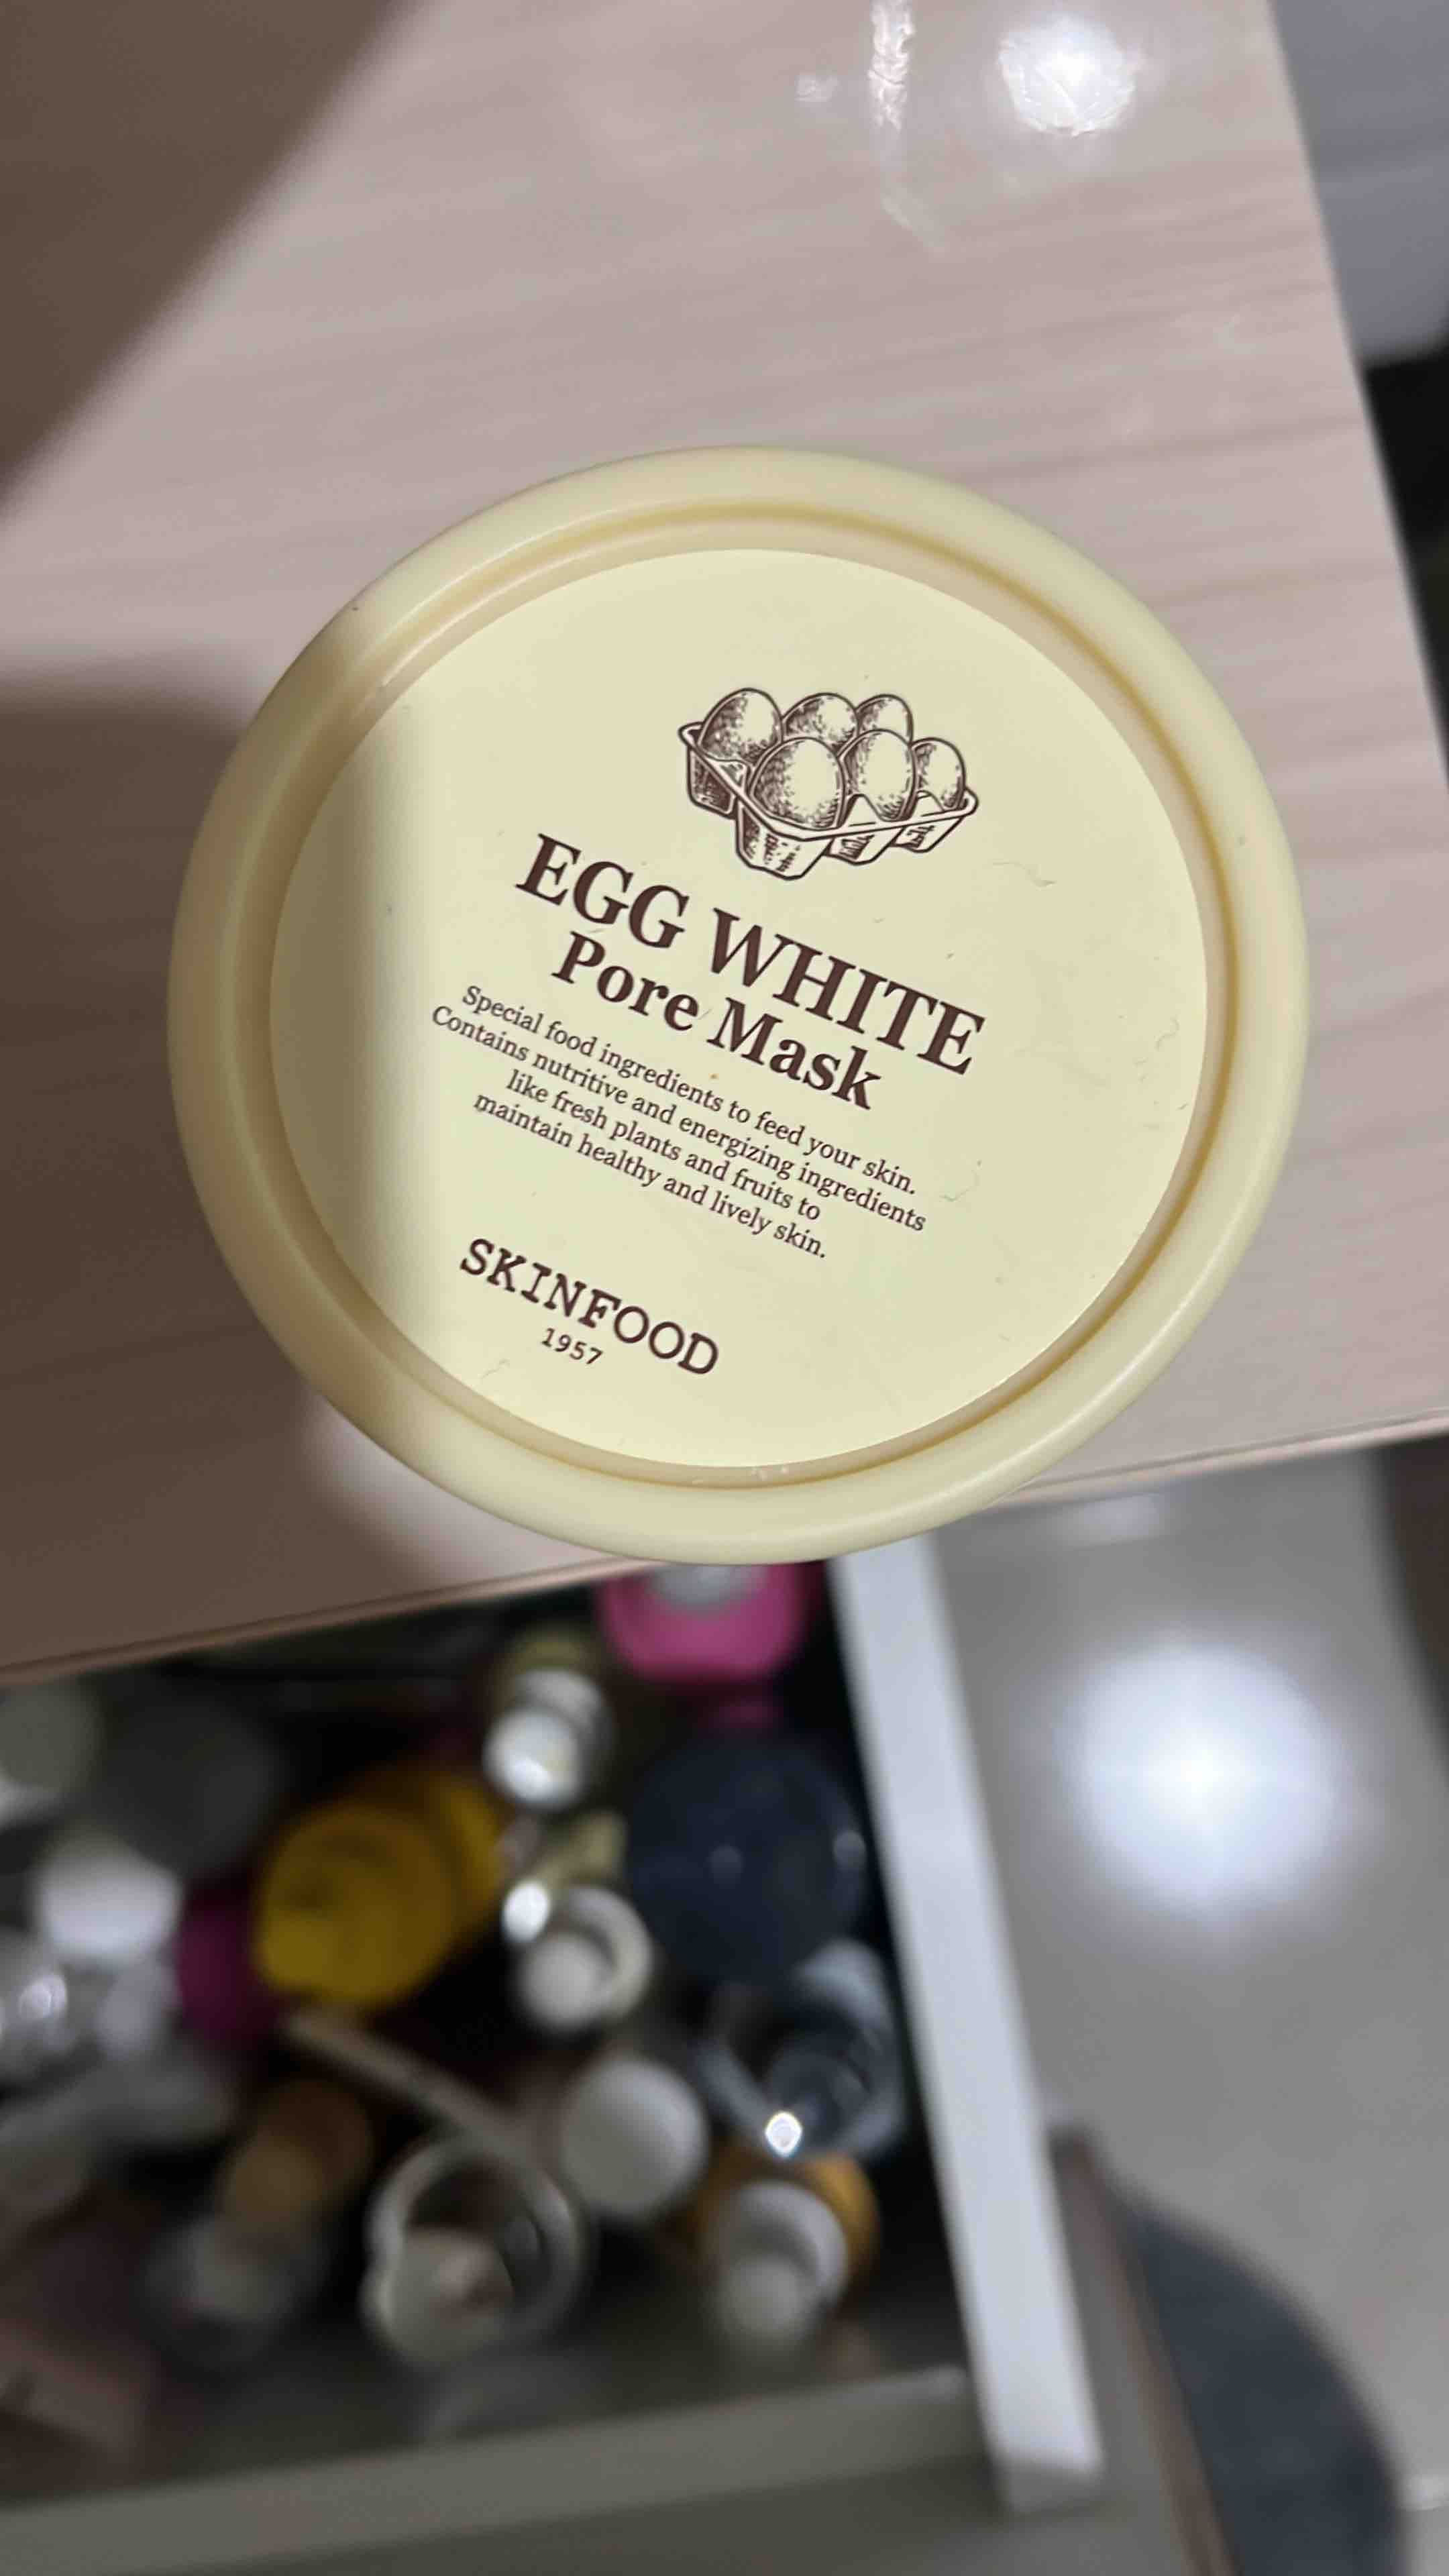 EGG WHITE
Pore Mask
Special food ingredients to feed your skin.
Contains nutritive and energizing ingredients
like fresh plants and fruits to
maintain healthy and lively skin.
SKINFOOD
1957